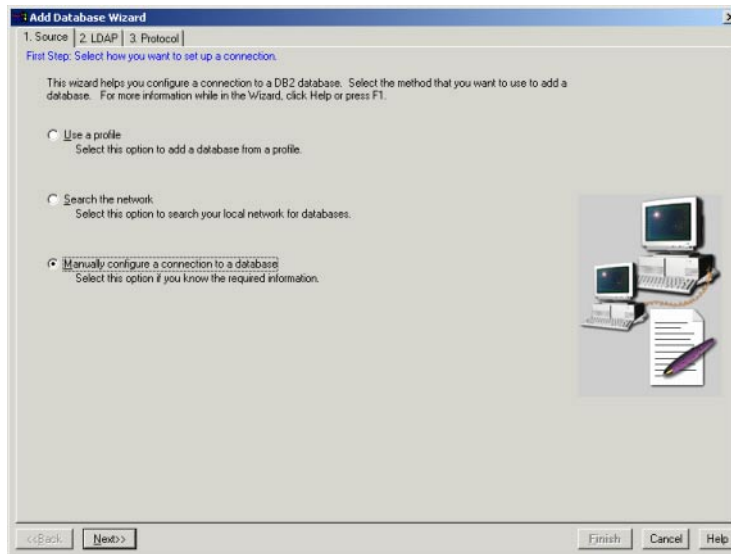 Add Database Wizard
1. Source 2. LDAP 3. Protocol
First Step: Select how you want to set up a connection.
This wizard helps you configure a connection to a DB2 database. Select the method that you want to use to add a
database. For more information while in the Wizard, click Help or press F1.
Use a profile
Select this option to add a database from a profile.
Search the network
Select this option to search your local network for databases.
Manually configure a connection to a database
Select this option if you know the required information.
<<Back Next>> Finish Cancel Help